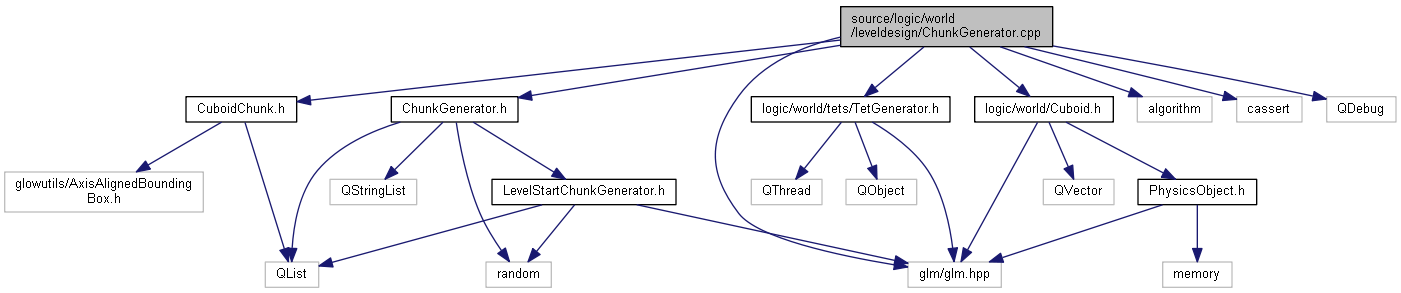 source/logic/world
/leveldesign/ChunkGenerator.cpp
CuboidChunk.h
ChunkGenerator.h
logic/world/tets/TetGenerator.h
logic/world/Cuboid.h
algorithm
cassert
QDebug
glowutils/AxisAlignedBounding
Box.h
QStringList
LevelStartChunkGenerator.h
QThread
QObject
QVector
PhysicsObject.h
QList
random
glm/glm.hpp
memory